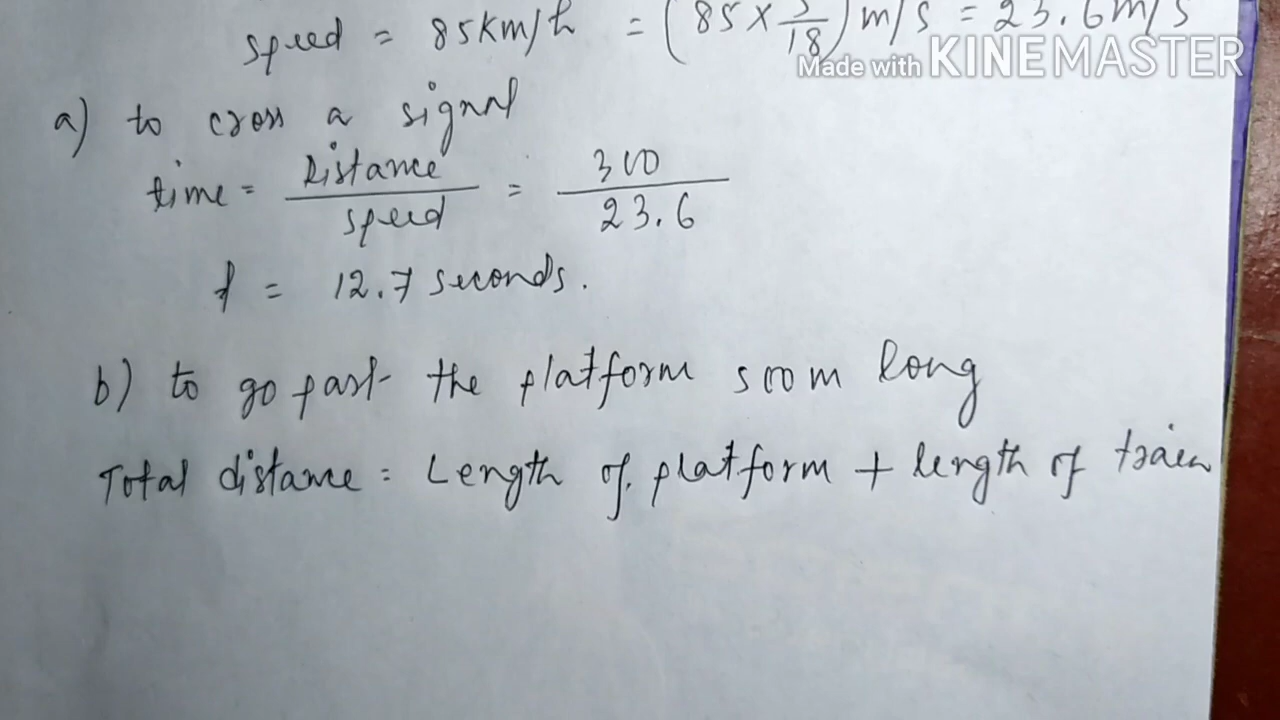 speed = 85km/h = (85 × 5/18) m/s = 23.6m/s
Made with KINEMASTER
a) to cross a signal
time = Distance/speed = 300/23.6
t = 12.7 seconds.
b) to go past the platform 500m long
Total distance = Length of platform + length of train